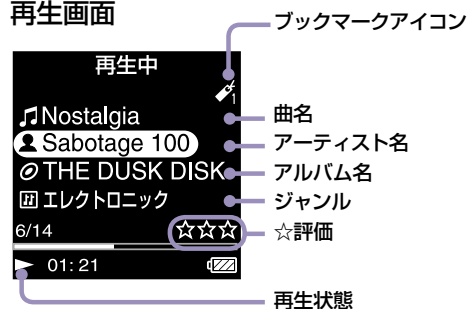 再生画面
ブックマークアイコン
再生中
1
Nostalgia
曲名
Sabotage 100
アーティスト名
THE DUSK DISK
アルバム名
エレクトロニック
ジャンル
6/14 ☆☆☆
☆評価
01:21
再生状態